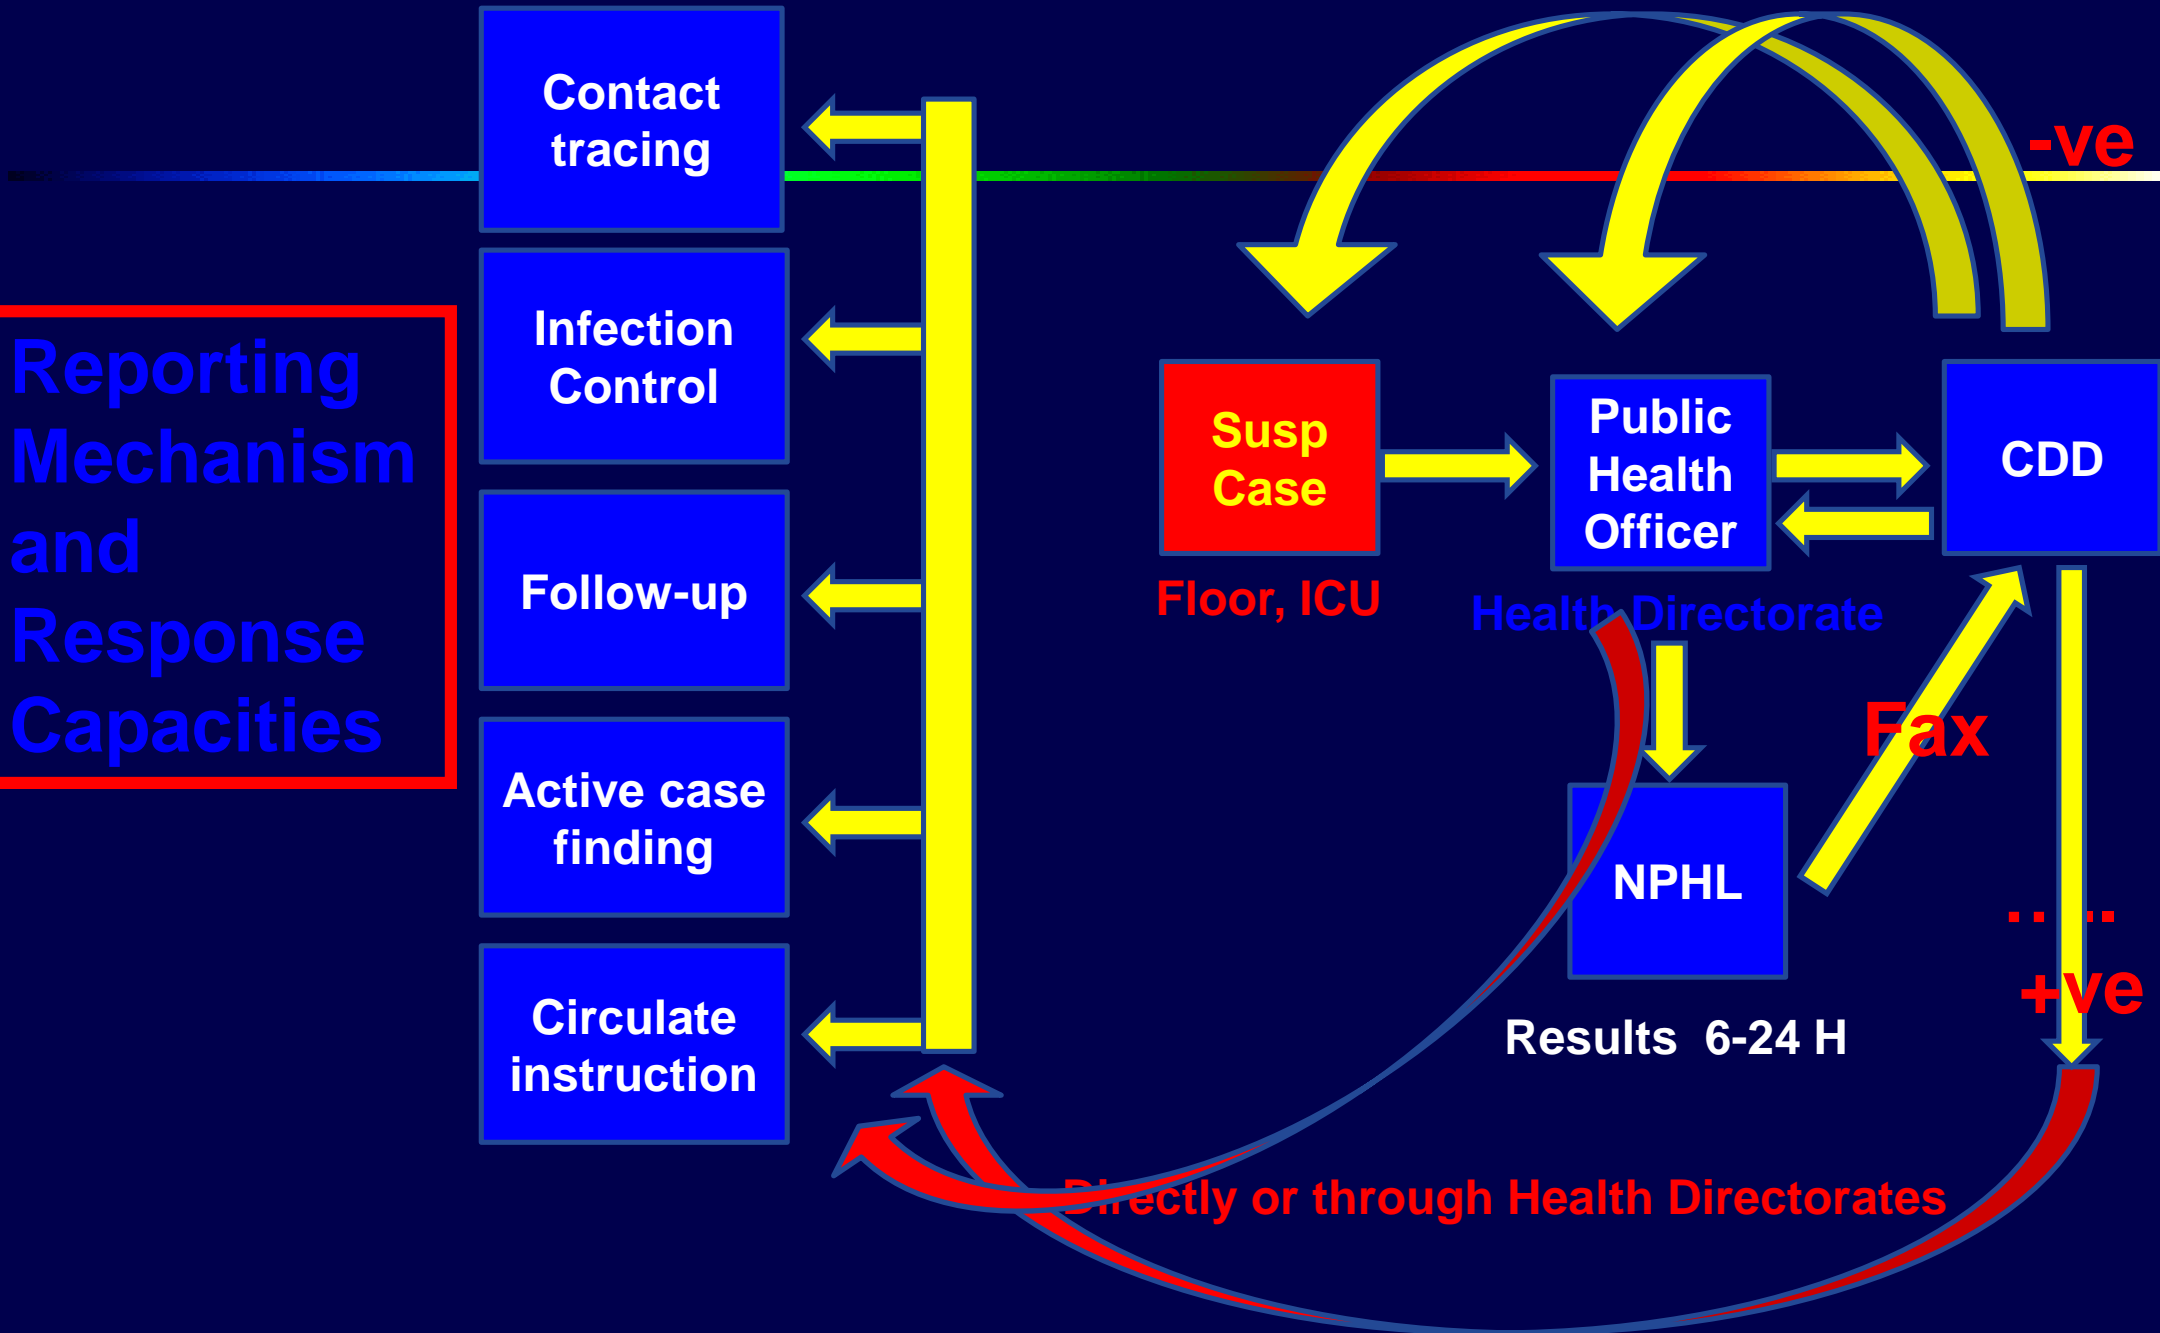 Reporting
Mechanism
and
Response
Capacities
Contact
tracing
Infection
Control
Follow-up
Active case
finding
Circulate
instruction
-ve
Susp
Case
Floor, ICU
Public
Health
Officer
Health Directorate
CDD
Fax
NPHL
Results 6-24 H
.....
+ve
Directly or through Health Directorates